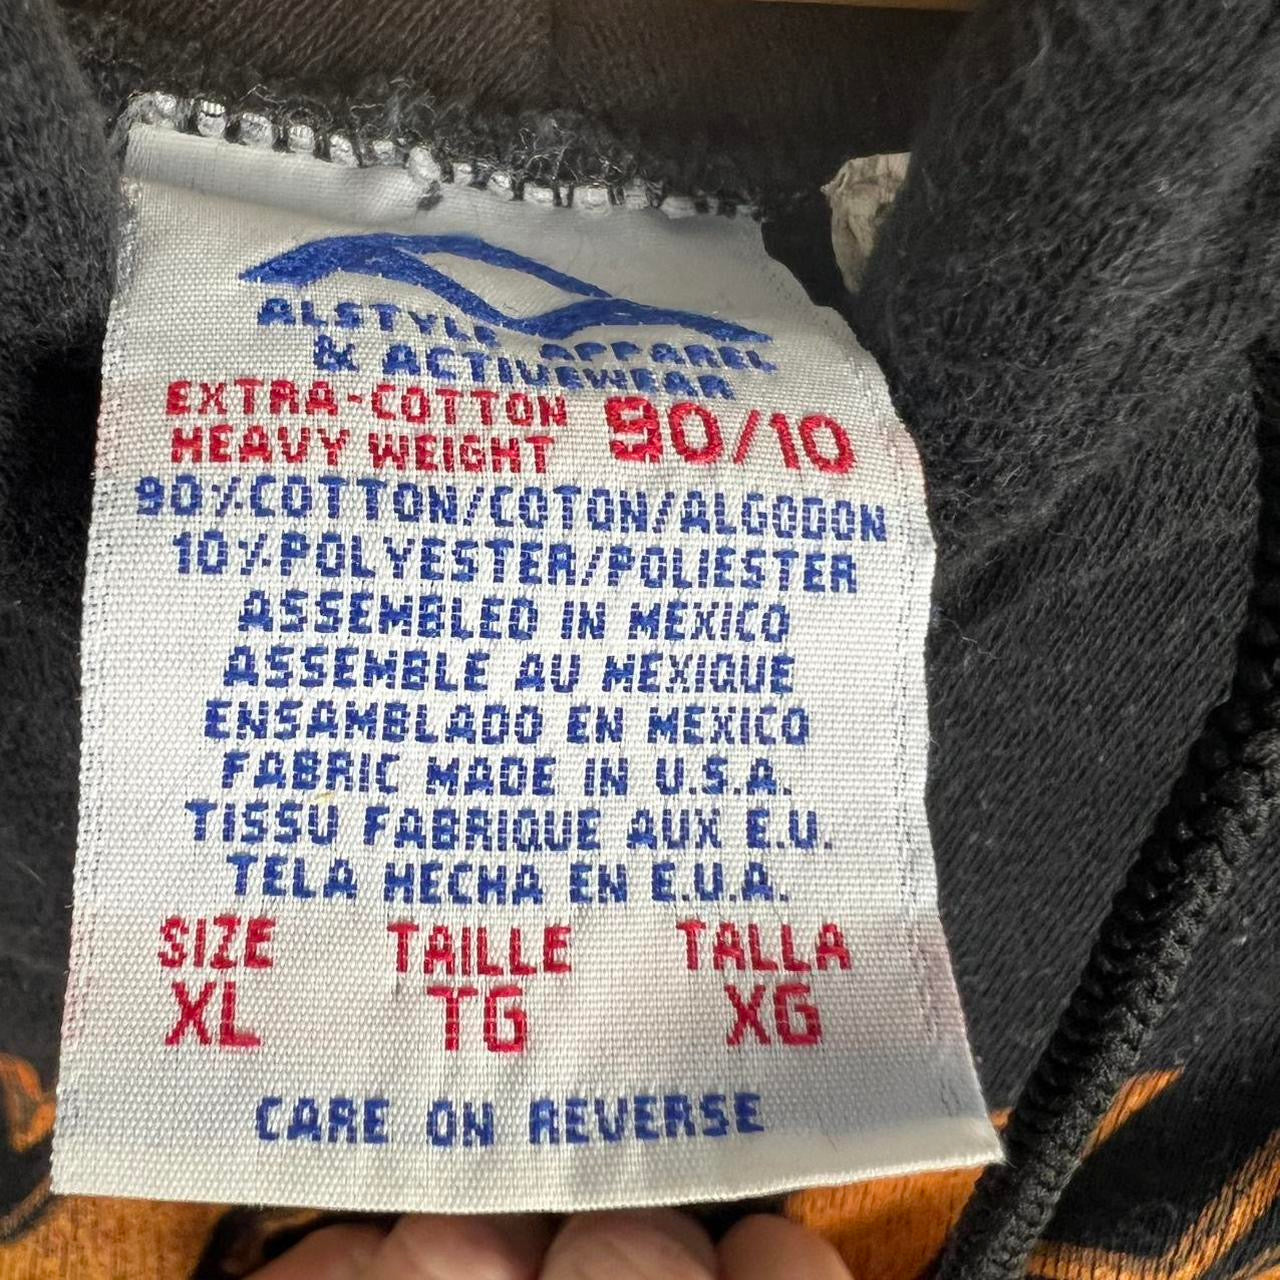 ALSTYLE APPAREL
& ACTIVEWEAR
EXTRA-COTTON
HEAVY WEIGHT
90/10
90%COTTON/COTON/ALGODON
10%POLYESTER/POLIESTER
ASSEMBLED IN MEXICO
ASSEMBLE AU MEXIQUE
ENSAMBLADO EN MEXICO
FABRIC MADE IN U.S.A.
TISSU FABRIQUE AUX E.U.
TELA HECHA EN E.U.A.
SIZE TAILLE TALLA
XL TG XG
CARE ON REVERSE